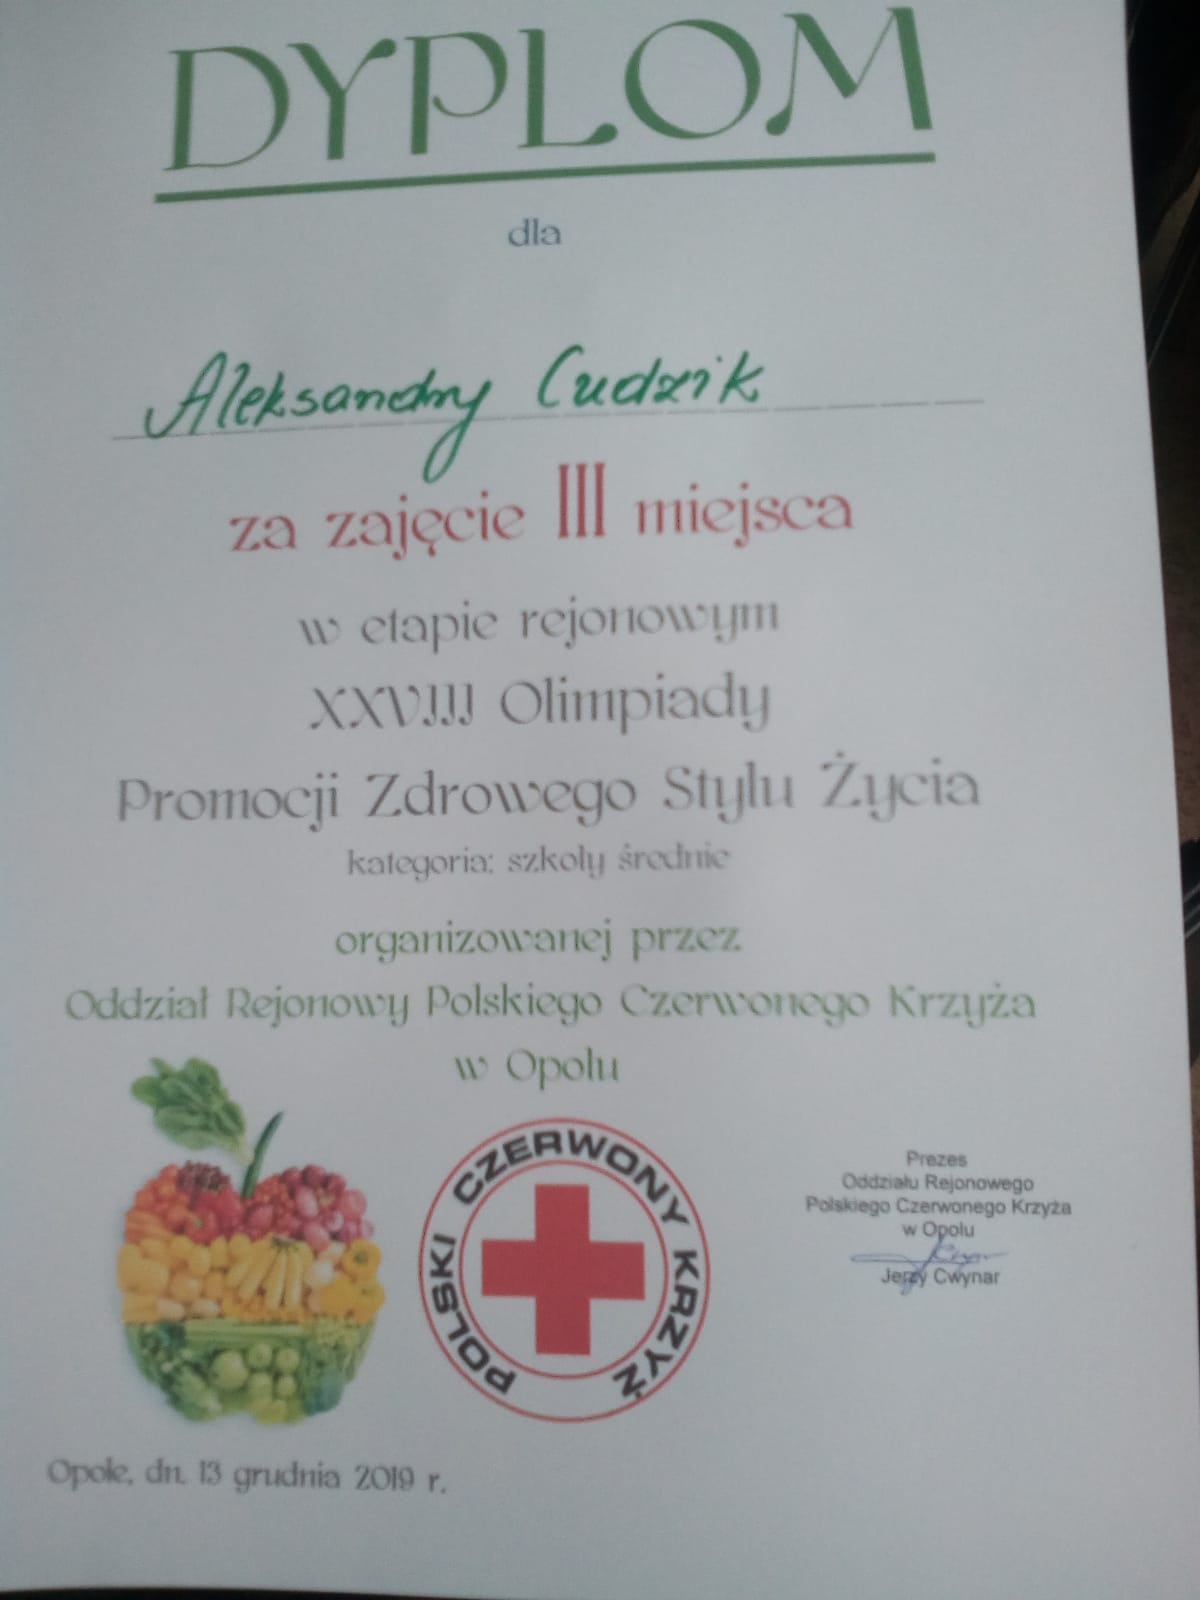 DYPLOM
dla
Aleksandry Cudzik
za zajęcie III miejsca
w etapie rejonowym
XXVIII Olimpiady
Promocji Zdrowego Stylu Życia
kategoria: szkoły średnie
organizowanej przez
Oddział Rejonowy Polskiego Czerwonego Krzyża
w Opolu
POLSKI CZERWONY KRZYŻ
Prezes
Oddziału Rejonowego
Polskiego Czerwonego Krzyża
w Opolu
Jerzy Cwynar
Opole, dn. 13 grudnia 2019 r.